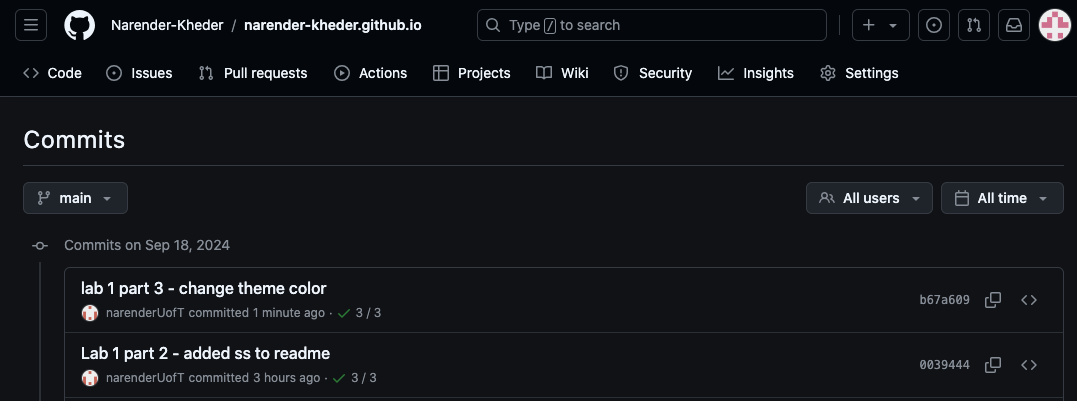 Narender-Kheder / narender-kheder.github.io
Type / to search
Code Issues Pull requests Actions Projects Wiki Security Insights Settings
Commits
main
All users
All time
Commits on Sep 18, 2024
lab 1 part 3 - change theme color
b67a609
narenderUofT committed 1 minute ago · 3 / 3
Lab 1 part 2 - added ss to readme
0039444
narenderUofT committed 3 hours ago · 3 / 3